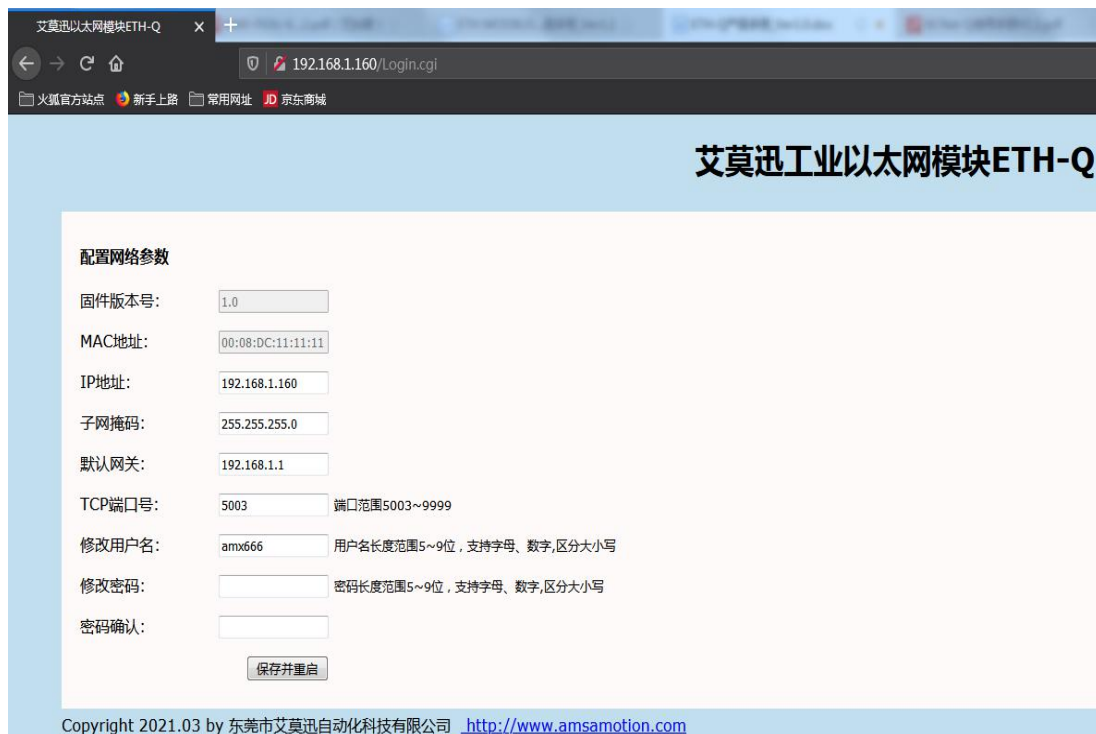 艾莫迅以太网模块ETH-Q
192.168.1.160/Login.cgi
火狐官方站点 新手上路 常用网址 JD 京东商城
艾莫迅工业以太网模块ETH-Q
配置网络参数
固件版本号: 1.0
MAC地址: 00:08:DC:11:11:11
IP地址: 192.168.1.160
子网掩码: 255.255.255.0
默认网关: 192.168.1.1
TCP端口号: 5003 端口范围5003~9999
修改用户名: amx666 用户名长度范围5~9位，支持字母、数字,区分大小写
修改密码: 密码长度范围5~9位，支持字母、数字,区分大小写
密码确认:
保存并重启
Copyright 2021.03 by 东莞市艾莫迅自动化科技有限公司 http://www.amsamotion.com